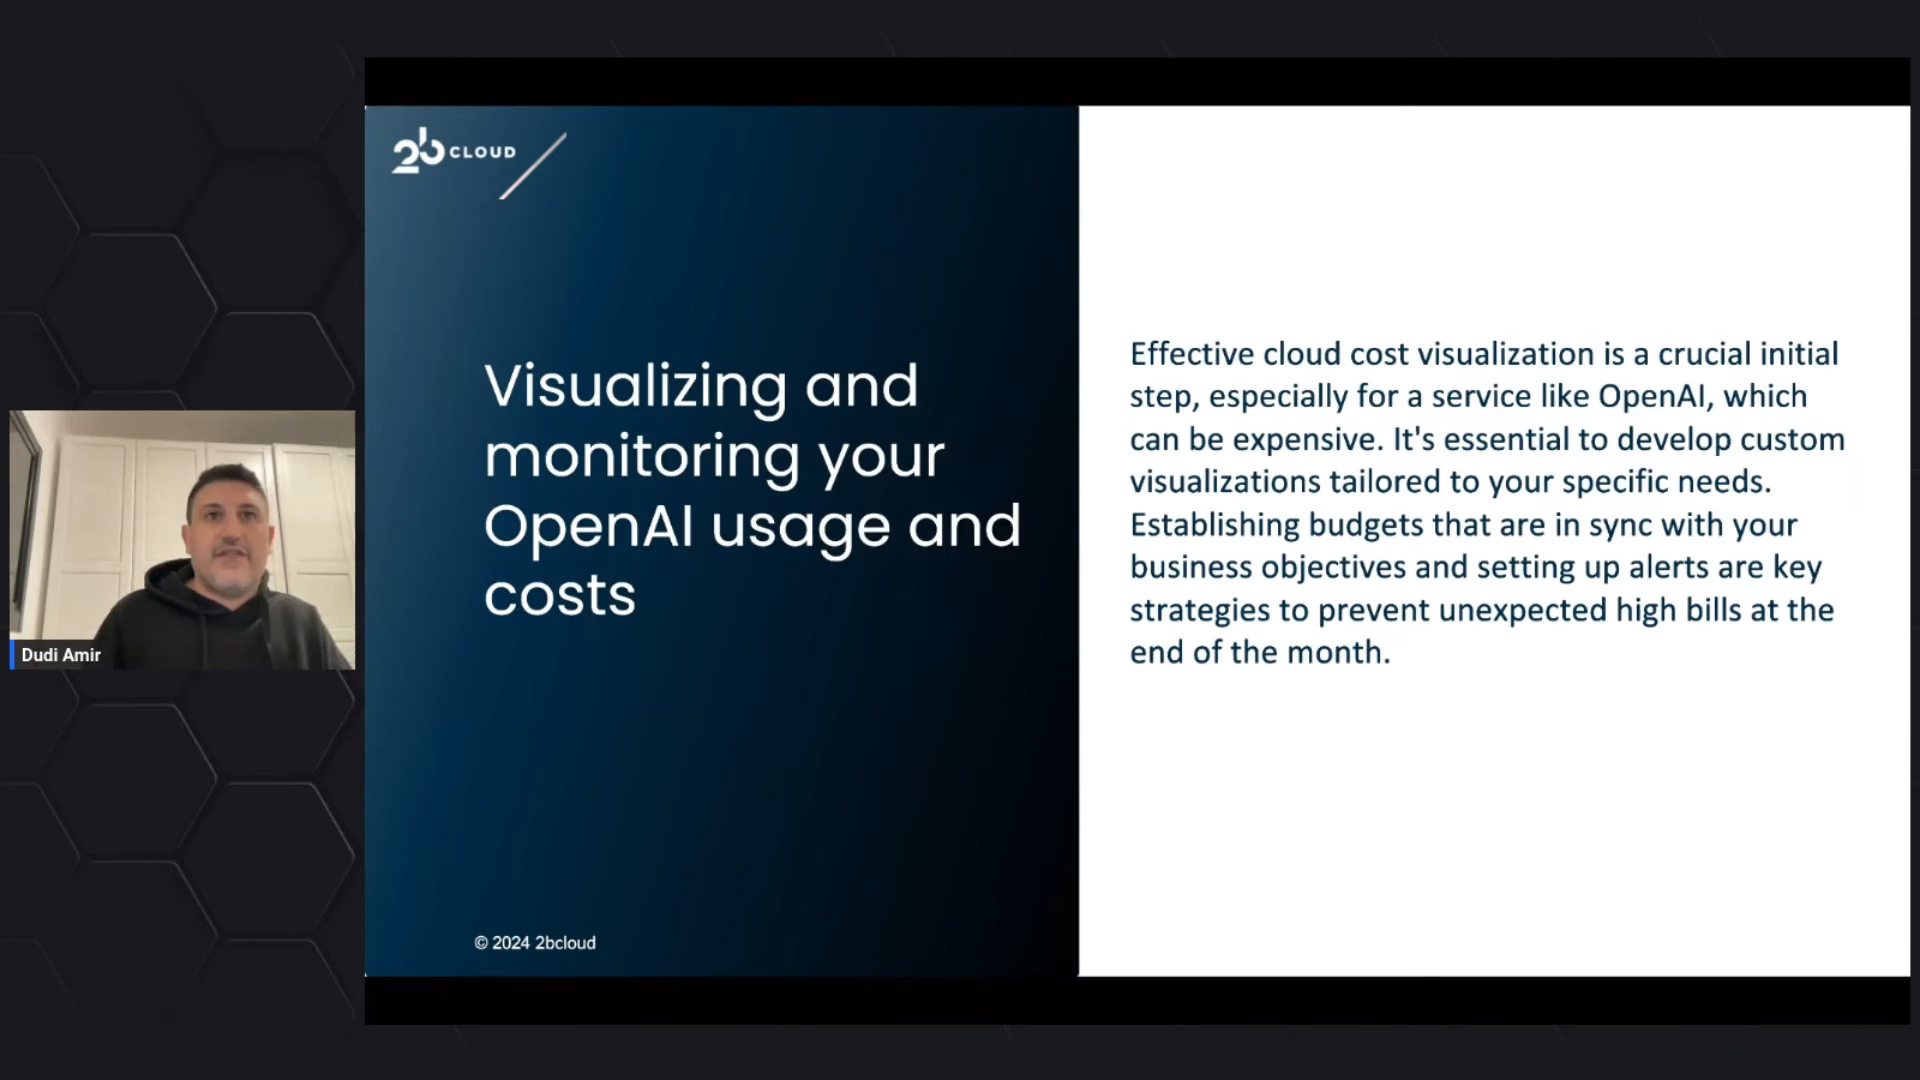 2b CLOUD
Visualizing and
monitoring your
OpenAI usage and
costs
© 2024 2bcloud
Effective cloud cost visualization is a crucial initial
step, especially for a service like OpenAI, which
can be expensive. It's essential to develop custom
visualizations tailored to your specific needs.
Establishing budgets that are in sync with your
business objectives and setting up alerts are key
strategies to prevent unexpected high bills at the
end of the month.
Dudi Amir